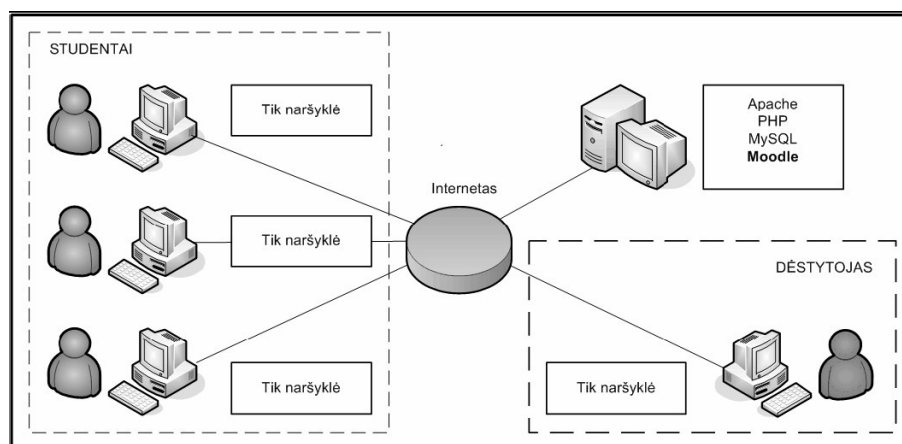 STUDENTAI
Tik naršyklė
Apache
PHP
MySQL
Moodle
Internetas
Tik naršyklė
DĖSTYTOJAS
Tik naršyklė
Tik naršyklė